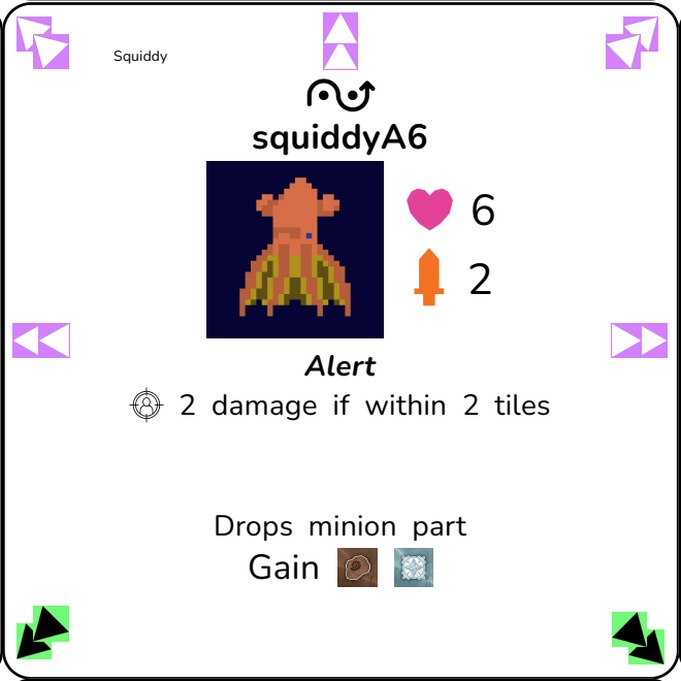 Squiddy
squiddyA6
6
2
Alert
2 damage if within 2 tiles
Drops minion part
Gain